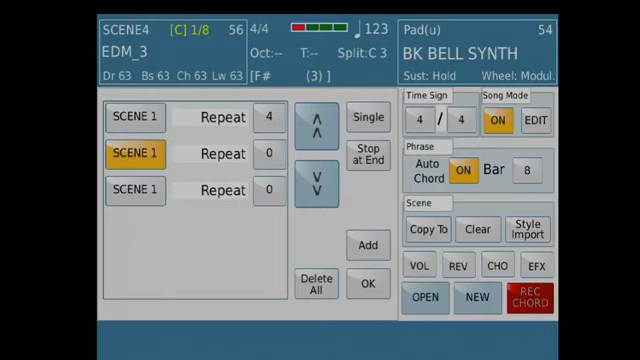 SCENE4 [C] 1/8 56
EDM_3
Dr 63 Bs 63 Ch 63 Lw 63
4/4 123
Oct:-- T:-- Split:C 3
[F# (3) ]
Pad(u) 54
BK BELL SYNTH
Sust: Hold Wheel: Modul.
SCENE 1 Repeat 4
SCENE 1 Repeat 0
SCENE 1 Repeat 0
Single
Stop
at End
Add
Delete
All
OK
Time Sign
4 / 4
Song Mode
ON EDIT
Phrase
Auto
Chord
ON Bar 8
Scene
Copy To Clear Style
Import
VOL REV CHO EFX
OPEN NEW REC
CHORD